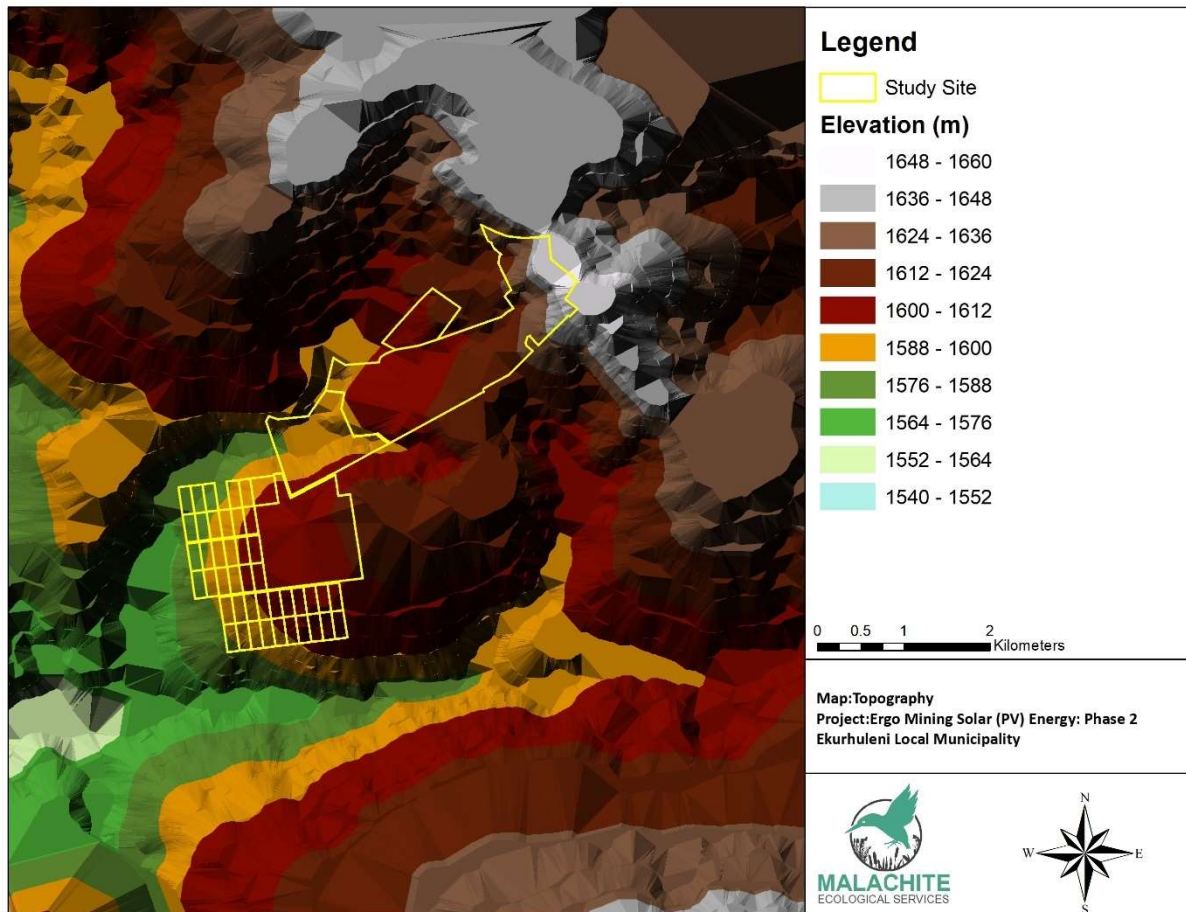 Legend
Study Site
Elevation (m)
1648 - 1660
1636 - 1648
1624 - 1636
1612 - 1624
1600 - 1612
1588 - 1600
1576 - 1588
1564 - 1576
1552 - 1564
1540 - 1552
0 0.5 1 2
Kilometers
Map:Topography
Project:Ergo Mining Solar (PV) Energy: Phase 2
Ekurhuleni Local Municipality
MALACHITE
ECOLOGICAL SERVICES
N
W E
S